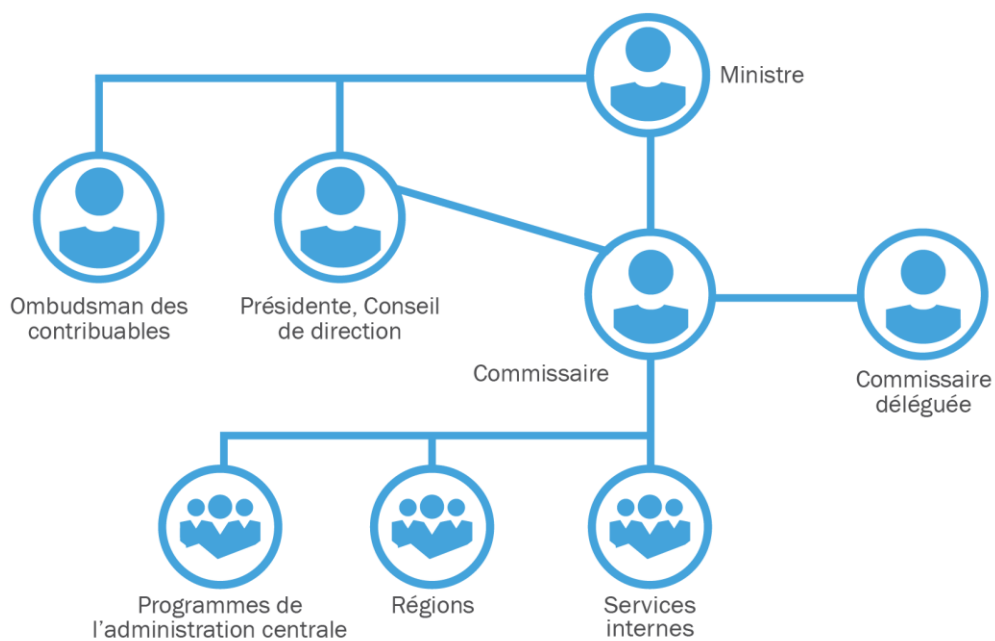 Ministre
Ombudsman des
contribuables
Présidente, Conseil
de direction
Commissaire
Commissaire
déléguée
Programmes de
l'administration centrale
Régions
Services
internes